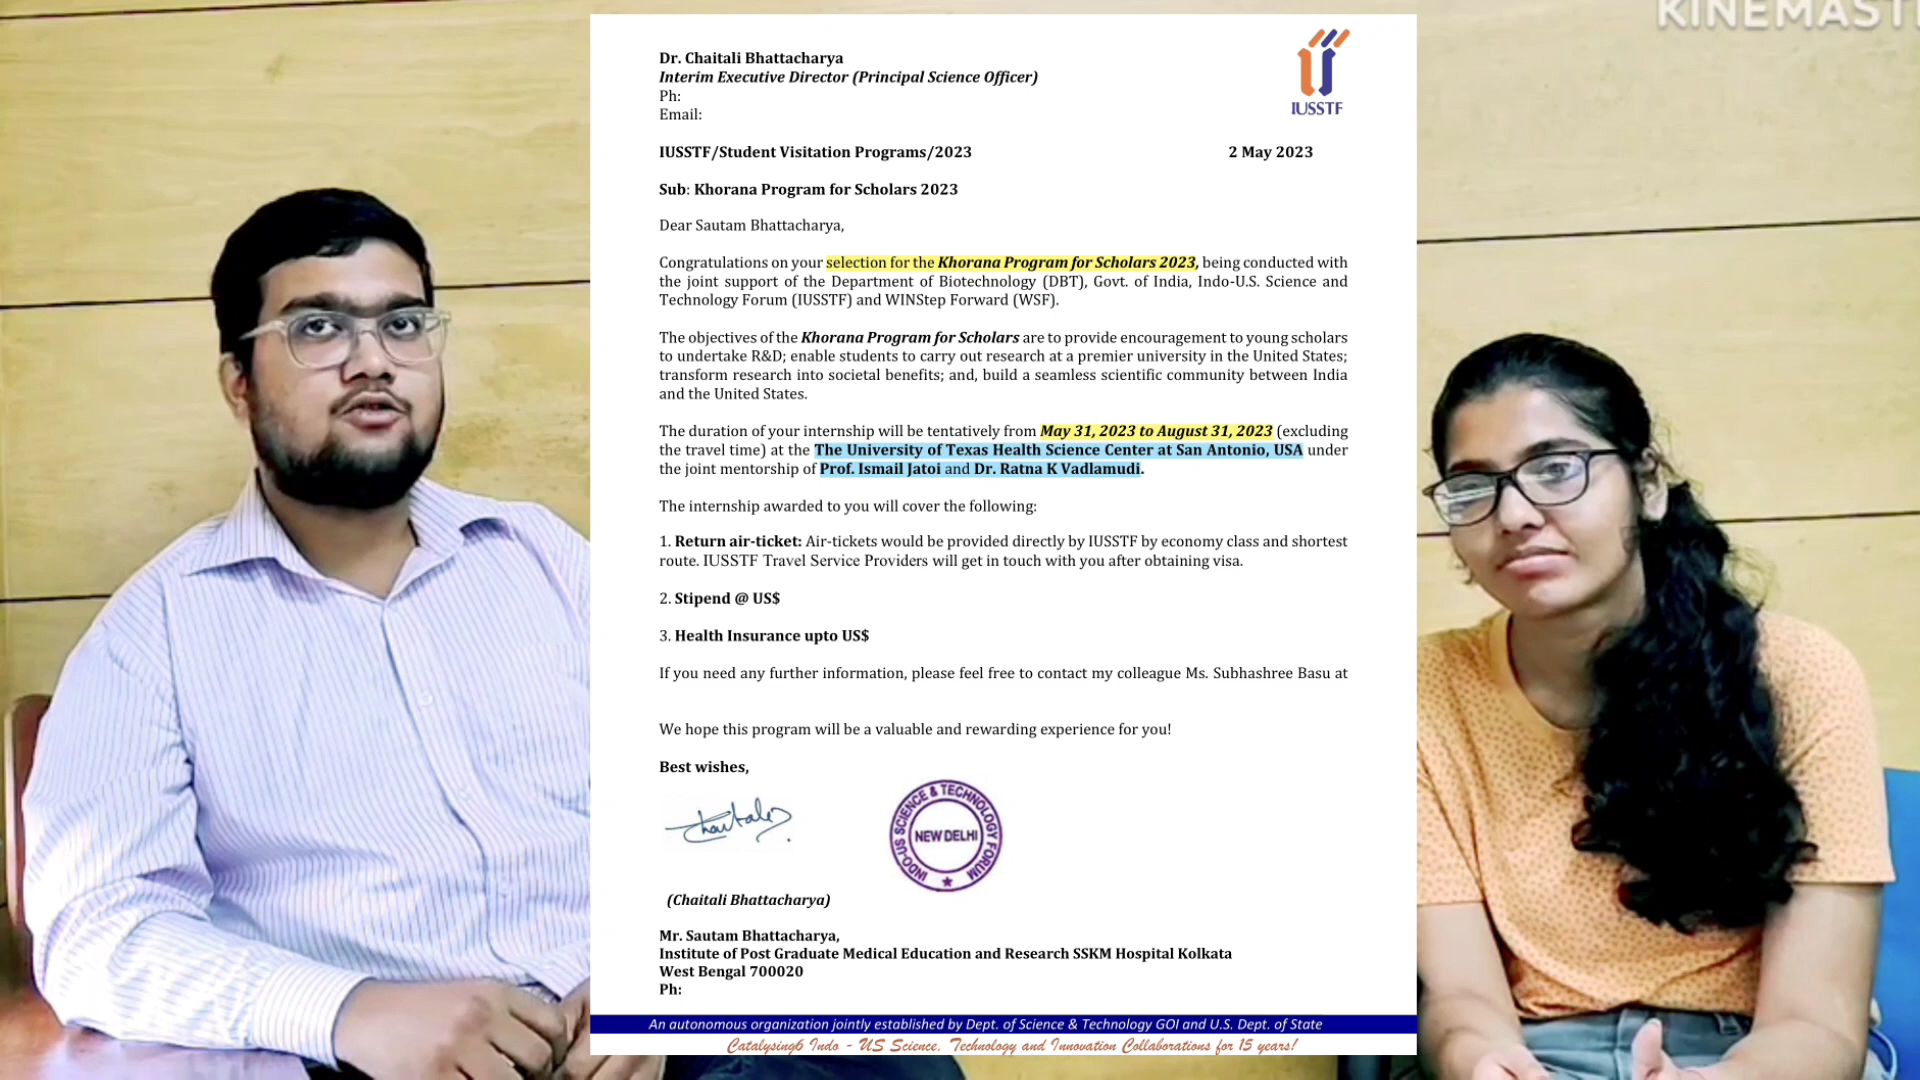 KINEMAST
Dr. Chaitali Bhattacharya
Interim Executive Director (Principal Science Officer)
Ph:
Email:
IUSSTF
IUSSTF/Student Visitation Programs/2023 2 May 2023
Sub: Khorana Program for Scholars 2023
Dear Sautam Bhattacharya,
Congratulations on your selection for the Khorana Program for Scholars 2023, being conducted with
the joint support of the Department of Biotechnology (DBT), Govt. of India, Indo-U.S. Science and
Technology Forum (IUSSTF) and WINStep Forward (WSF).
The objectives of the Khorana Program for Scholars are to provide encouragement to young scholars
to undertake R&D; enable students to carry out research at a premier university in the United States;
transform research into societal benefits; and, build a seamless scientific community between India
and the United States.
The duration of your internship will be tentatively from May 31, 2023 to August 31, 2023 (excluding
the travel time) at the The University of Texas Health Science Center at San Antonio, USA under
the joint mentorship of Prof. Ismail Jatoi and Dr. Ratna K Vadlamudi.
The internship awarded to you will cover the following:
1. Return air-ticket: Air-tickets would be provided directly by IUSSTF by economy class and shortest
route. IUSSTF Travel Service Providers will get in touch with you after obtaining visa.
2. Stipend @ US$
3. Health Insurance upto US$
If you need any further information, please feel free to contact my colleague Ms. Subhashree Basu at
We hope this program will be a valuable and rewarding experience for you!
Best wishes,
Chaitali
INDO-US SCIENCE & TECHNOLOGY FORUM
NEW DELHI
(Chaitali Bhattacharya)
Mr. Sautam Bhattacharya,
Institute of Post Graduate Medical Education and Research SSKM Hospital Kolkata
West Bengal 700020
Ph:
An autonomous organization jointly established by Dept. of Science & Technology GOI and U.S. Dept. of State
Catalysing6 Indo - US Science, Technology and Innovation Collaborations for 15 years!